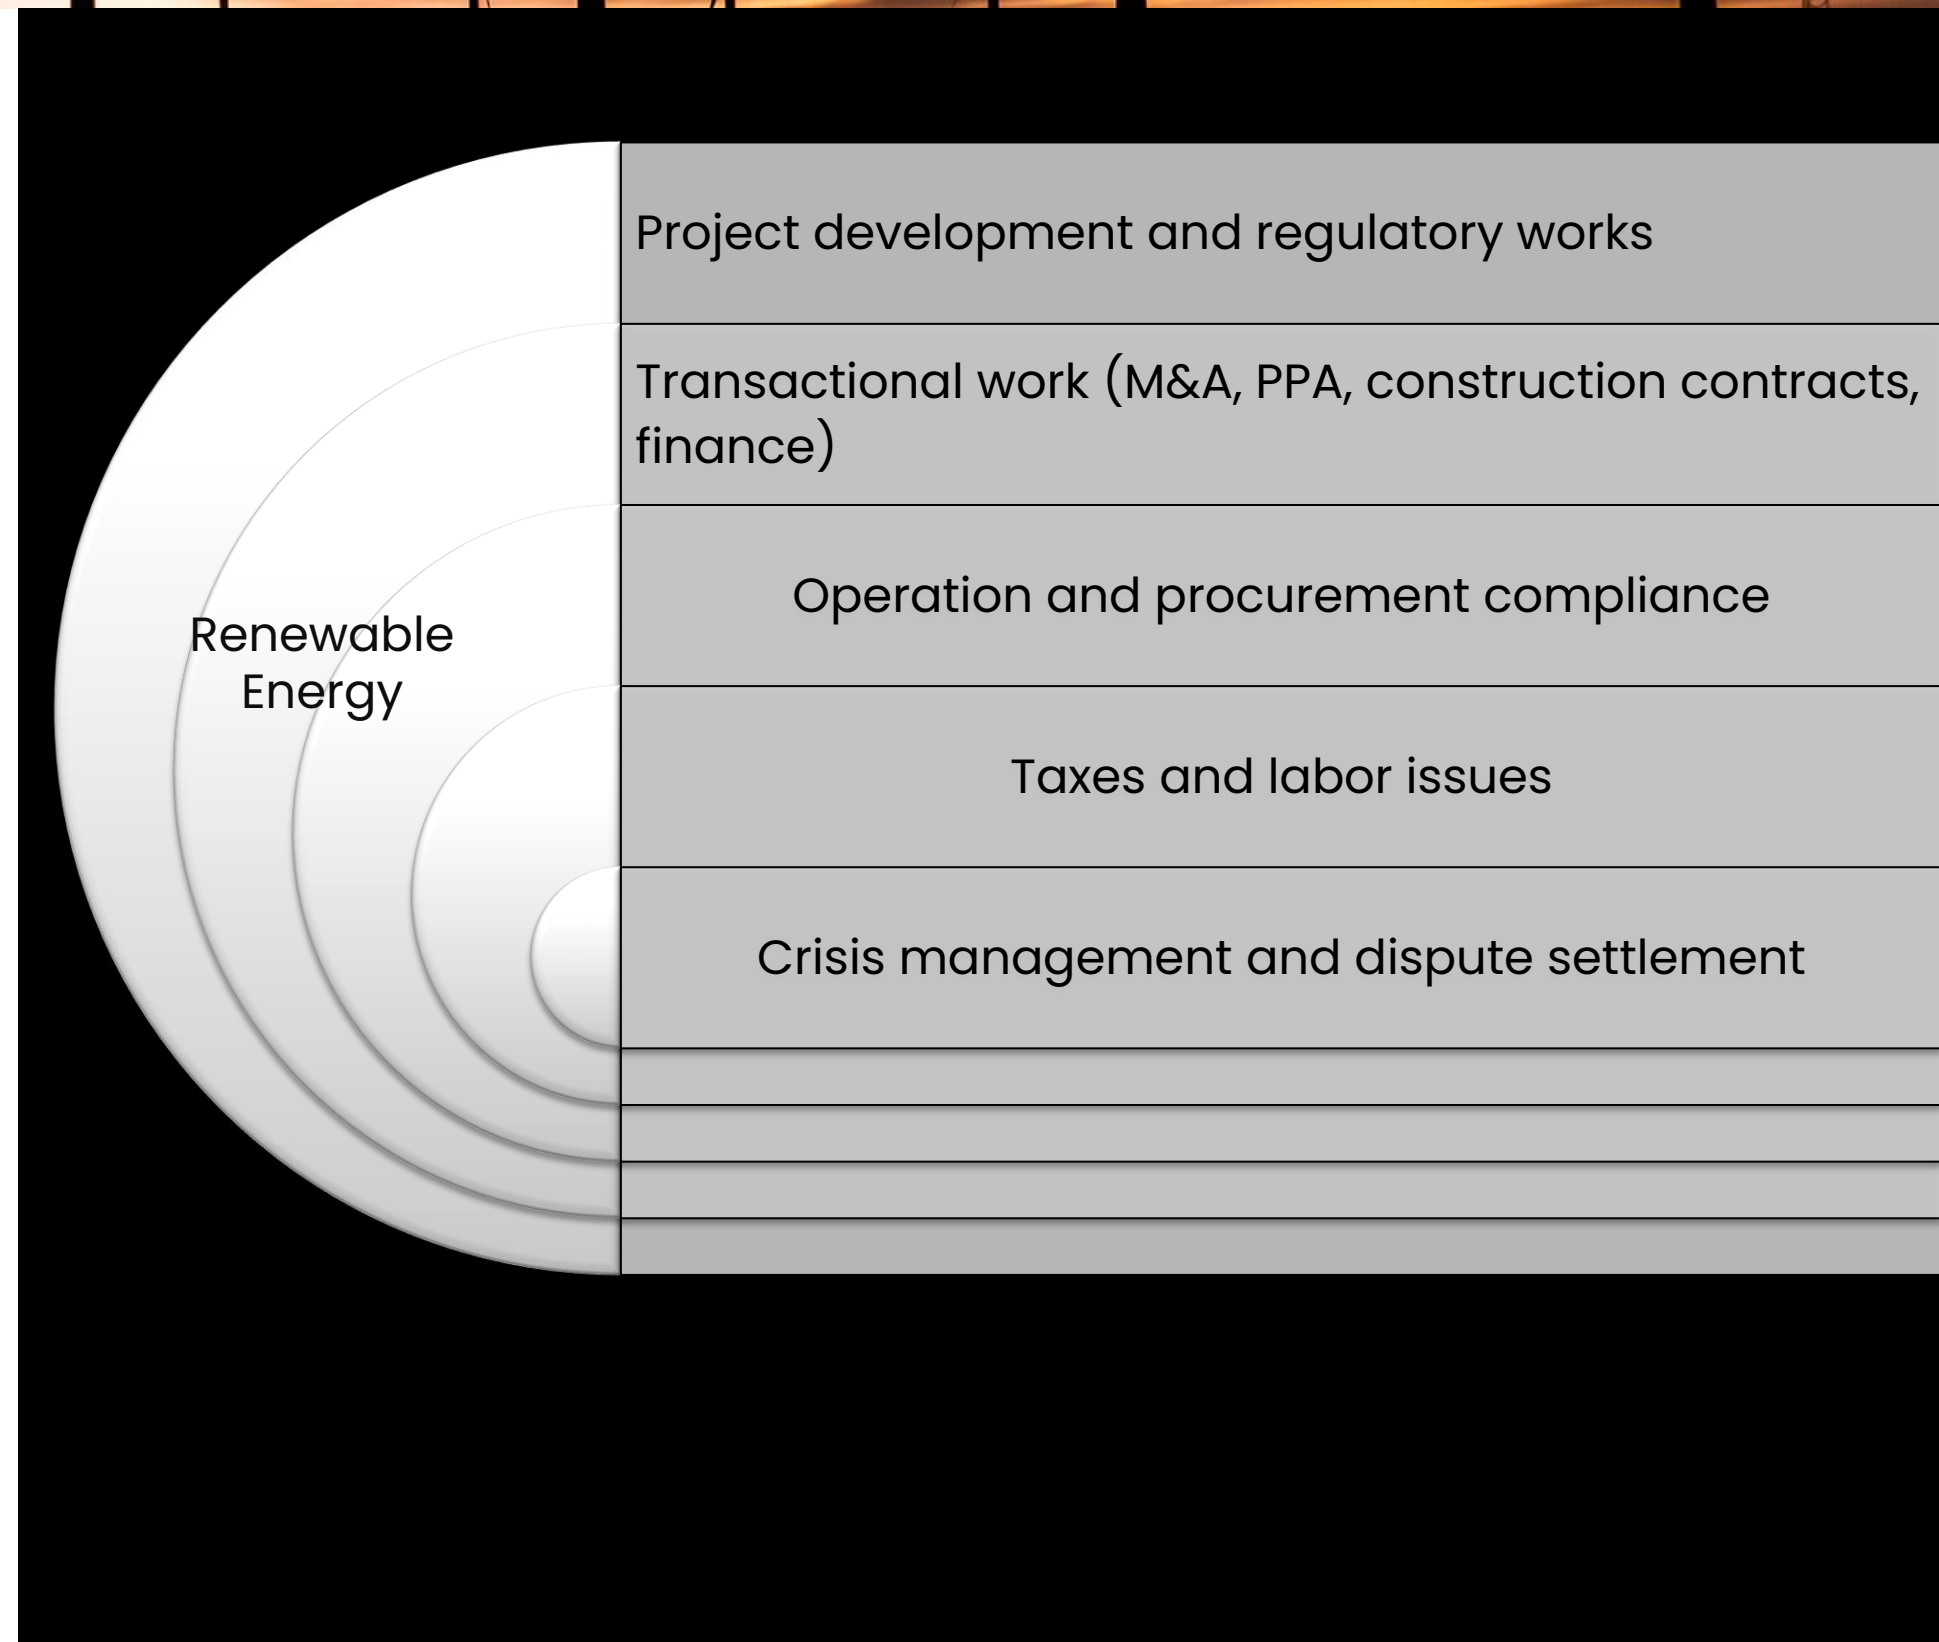 Project development and regulatory works
Transactional work (M&A, PPA, construction contracts,
finance)
Operation and procurement compliance
Renewable
Energy
Taxes and labor issues
Crisis management and dispute settlement